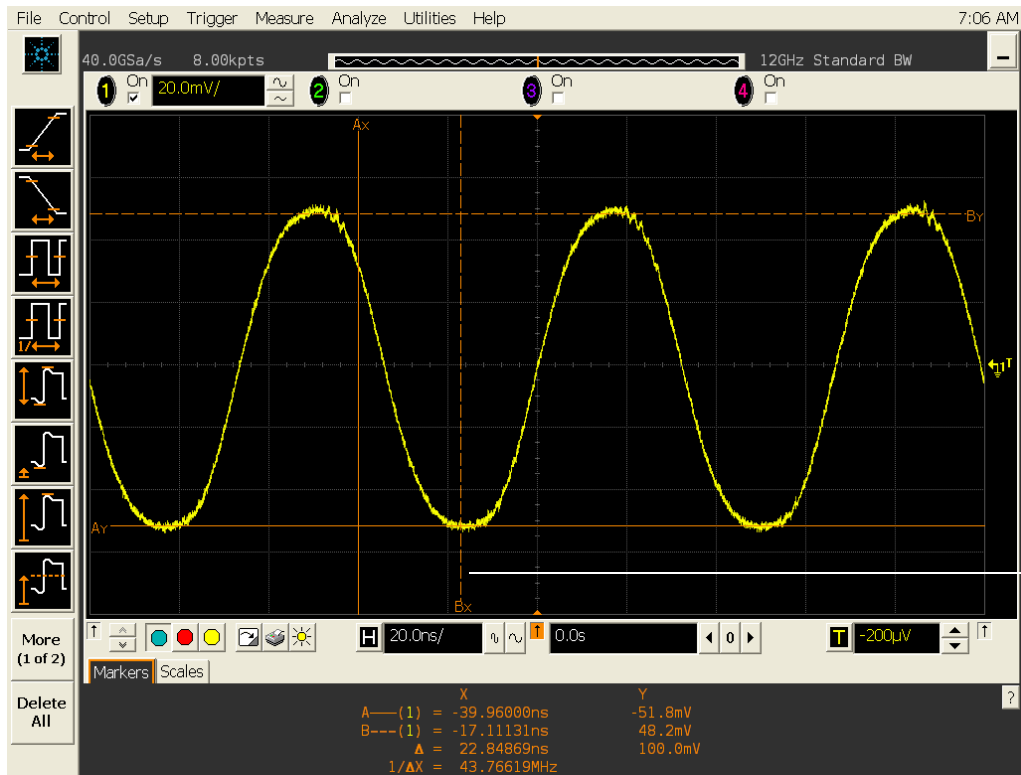 File Control Setup Trigger Measure Analyze Utilities Help 7:06 AM
40.0GSa/s 8.00kpts 12GHz Standard BW
1 On 20.0mV/ 2 On 3 On 4 On
Ax
By
T
1/
Ay
Bx
More
(1 of 2)
Delete
All
H 20.0ns/ 0.0s 0 T -200µV
Markers Scales
?
X Y
A———(1) = -39.96000ns -51.8mV
B---(1) = -17.11131ns 48.2mV
Δ = 22.84869ns 100.0mV
1/ΔX = 43.76619MHz